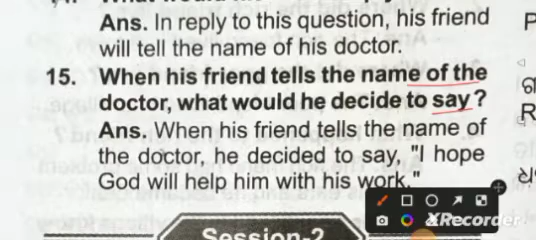 Ans. In reply to this question, his friend
will tell the name of his doctor.
15. When his friend tells the name of the
doctor, what would he decide to say?
Ans. When his friend tells the name of
the doctor, he decided to say, "I hope
God will help him with his work."
Session-2
XRecorder